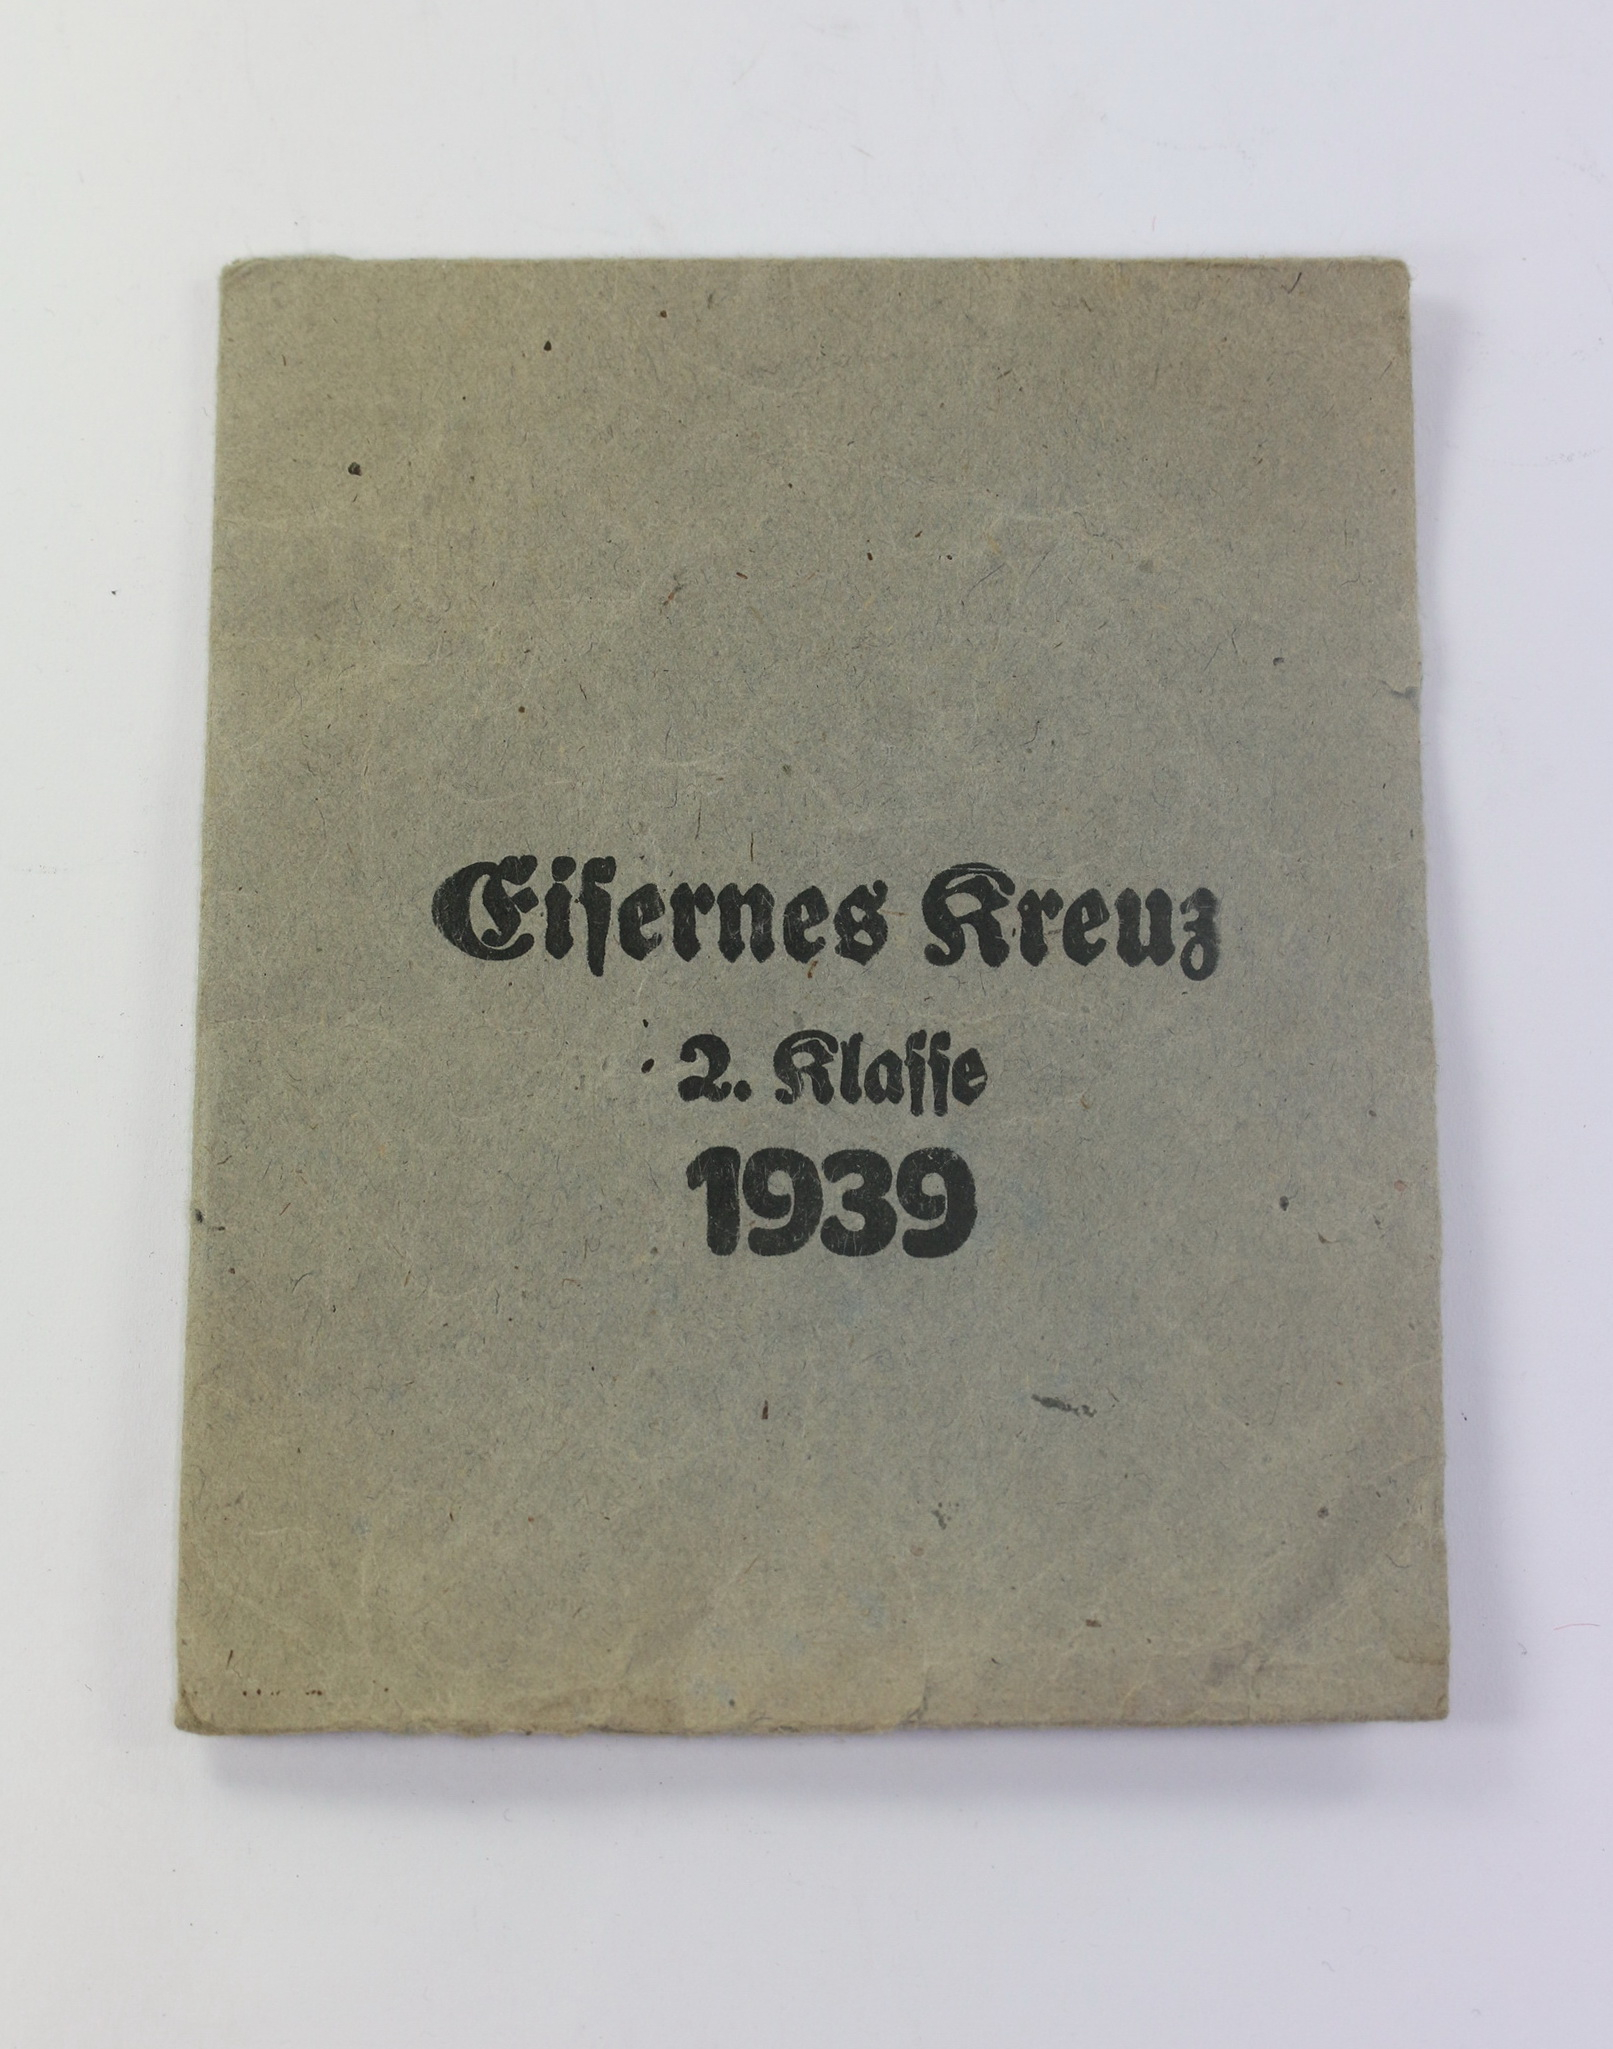 Eiſernes Kreuz
2. Klaſſe
1939